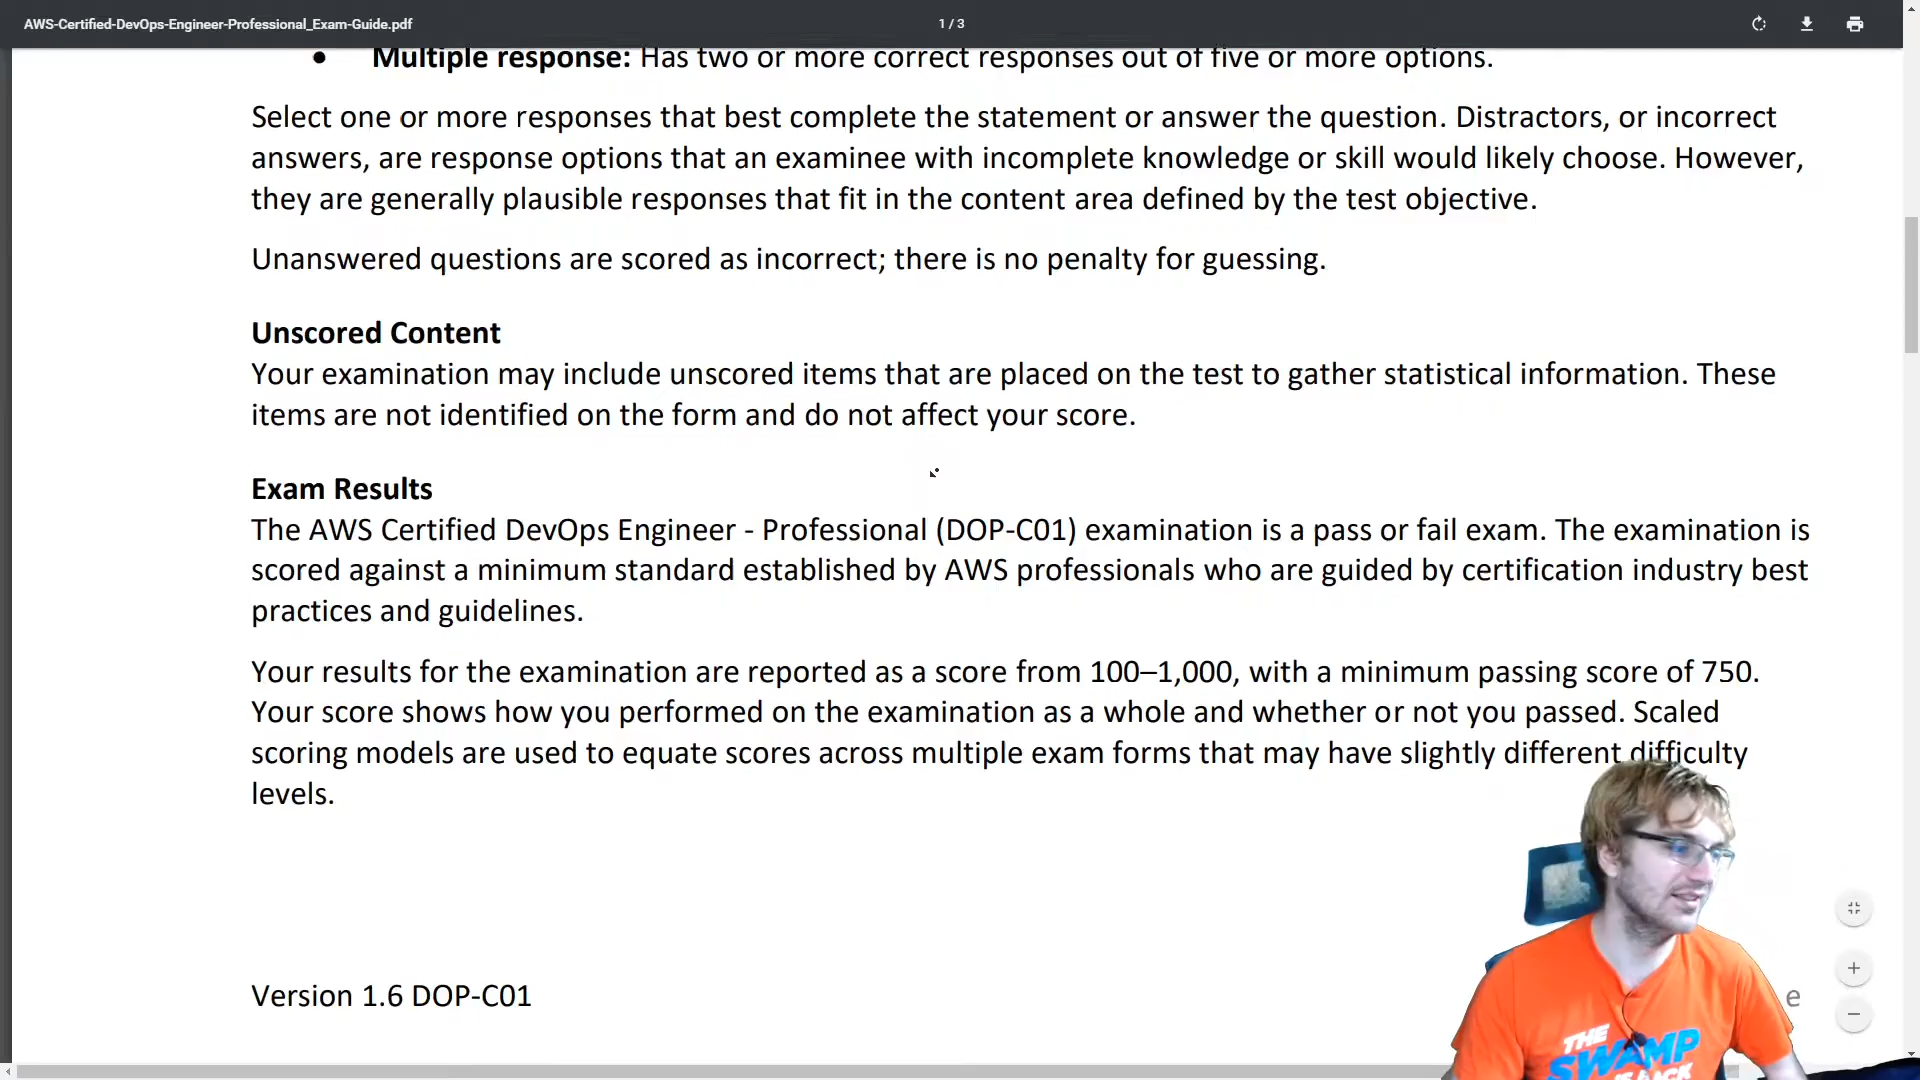 AWS-Certified-DevOps-Engineer-Professional_Exam-Guide.pdf
1 / 3
• Multiple response: Has two or more correct responses out of five or more options.
Select one or more responses that best complete the statement or answer the question. Distractors, or incorrect
answers, are response options that an examinee with incomplete knowledge or skill would likely choose. However,
they are generally plausible responses that fit in the content area defined by the test objective.
Unanswered questions are scored as incorrect; there is no penalty for guessing.
Unscored Content
Your examination may include unscored items that are placed on the test to gather statistical information. These
items are not identified on the form and do not affect your score.
Exam Results
The AWS Certified DevOps Engineer - Professional (DOP-C01) examination is a pass or fail exam. The examination is
scored against a minimum standard established by AWS professionals who are guided by certification industry best
practices and guidelines.
Your results for the examination are reported as a score from 100–1,000, with a minimum passing score of 750.
Your score shows how you performed on the examination as a whole and whether or not you passed. Scaled
scoring models are used to equate scores across multiple exam forms that may have slightly different difficulty
levels.
Version 1.6 DOP-C01
THE
SWAMP